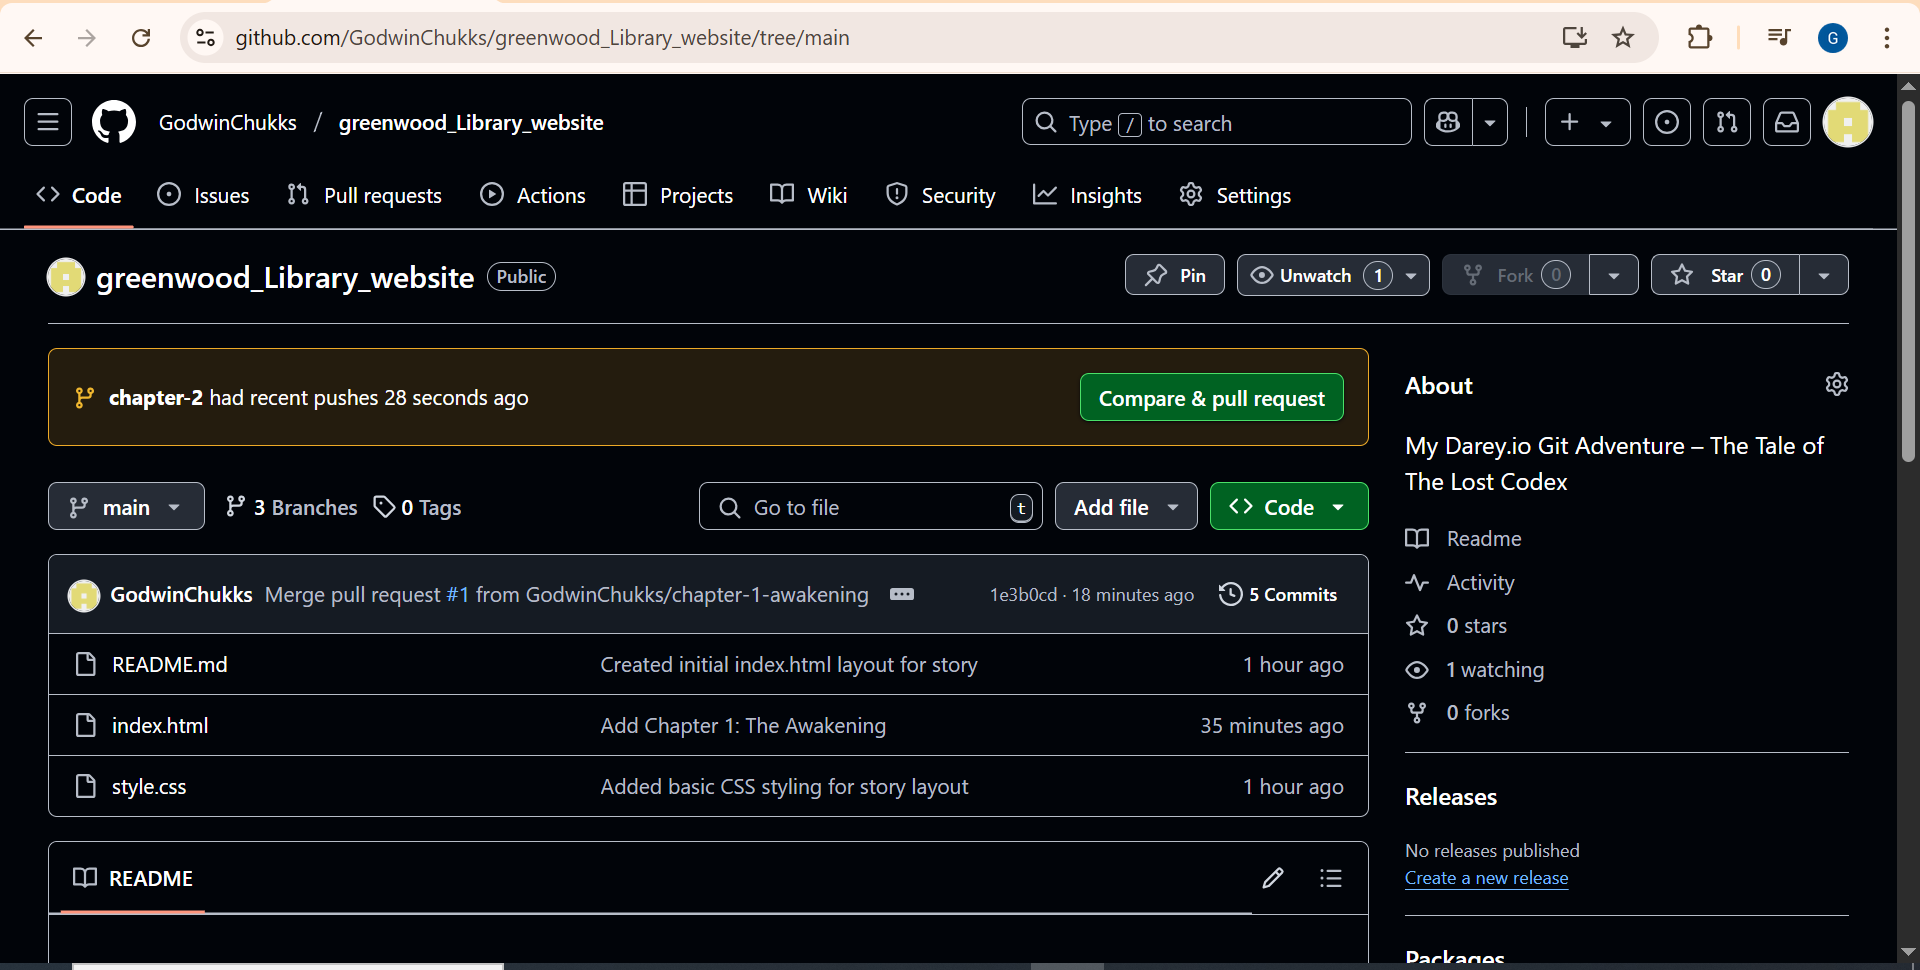 github.com/GodwinChukks/greenwood_Library_website/tree/main
G
GodwinChukks / greenwood_Library_website
Type / to search
Code
Issues
Pull requests
Actions
Projects
Wiki
Security
Insights
Settings
greenwood_Library_website Public
Pin
Unwatch 1
Fork 0
Star 0
chapter-2 had recent pushes 28 seconds ago
Compare & pull request
main
3 Branches
0 Tags
Go to file t
Add file
Code
GodwinChukks Merge pull request #1 from GodwinChukks/chapter-1-awakening 1e3b0cd · 18 minutes ago 5 Commits
README.md Created initial index.html layout for story 1 hour ago
index.html Add Chapter 1: The Awakening 35 minutes ago
style.css Added basic CSS styling for story layout 1 hour ago
README
About
My Darey.io Git Adventure – The Tale of
The Lost Codex
Readme
Activity
0 stars
1 watching
0 forks
Releases
No releases published
Create a new release
Packages